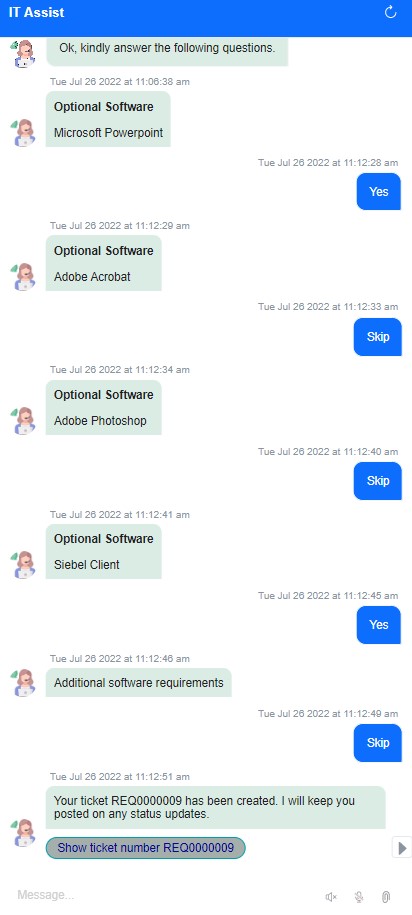 IT Assist
Ok, kindly answer the following questions.
Tue Jul 26 2022 at 11:06:38 am
Optional Software
Microsoft Powerpoint
Tue Jul 26 2022 at 11:12:28 am
Yes
Tue Jul 26 2022 at 11:12:29 am
Optional Software
Adobe Acrobat
Tue Jul 26 2022 at 11:12:33 am
Skip
Tue Jul 26 2022 at 11:12:34 am
Optional Software
Adobe Photoshop
Tue Jul 26 2022 at 11:12:40 am
Skip
Tue Jul 26 2022 at 11:12:41 am
Optional Software
Siebel Client
Tue Jul 26 2022 at 11:12:45 am
Yes
Tue Jul 26 2022 at 11:12:46 am
Additional software requirements
Tue Jul 26 2022 at 11:12:49 am
Skip
Tue Jul 26 2022 at 11:12:51 am
Your ticket REQ0000009 has been created. I will keep you
posted on any status updates.
Show ticket number REQ0000009
Message...